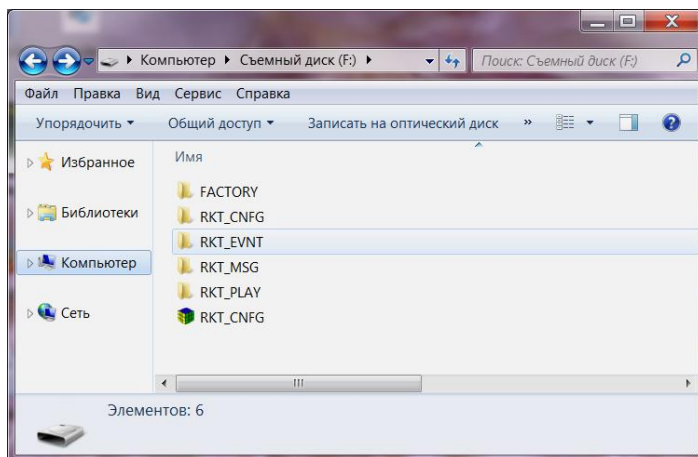 Компьютер ▸ Съемный диск (F:) ▸
Поиск: Съемный диск (F:)
Файл Правка Вид Сервис Справка
Упорядочить ▾ Общий доступ ▾ Записать на оптический диск »
Избранное
Библиотеки
Компьютер
Сеть
Имя
FACTORY
RKT_CNFG
RKT_EVNT
RKT_MSG
RKT_PLAY
RKT_CNFG
Элементов: 6